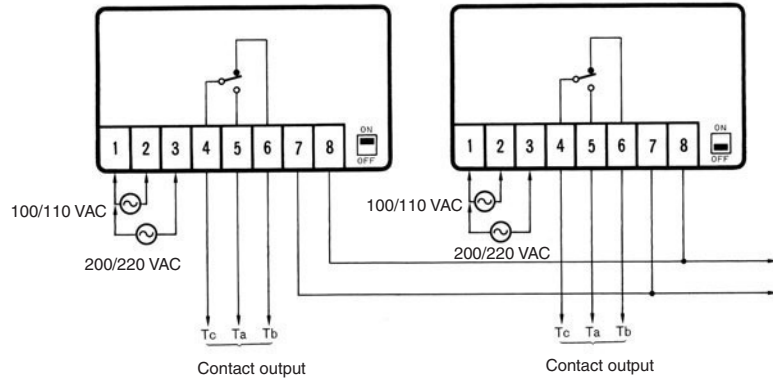 ON
1 2 3 4 5 6 7 8
OFF
100/110 VAC
200/220 VAC
Tc Ta Tb
Contact output
ON
1 2 3 4 5 6 7 8
OFF
100/110 VAC
200/220 VAC
Tc Ta Tb
Contact output